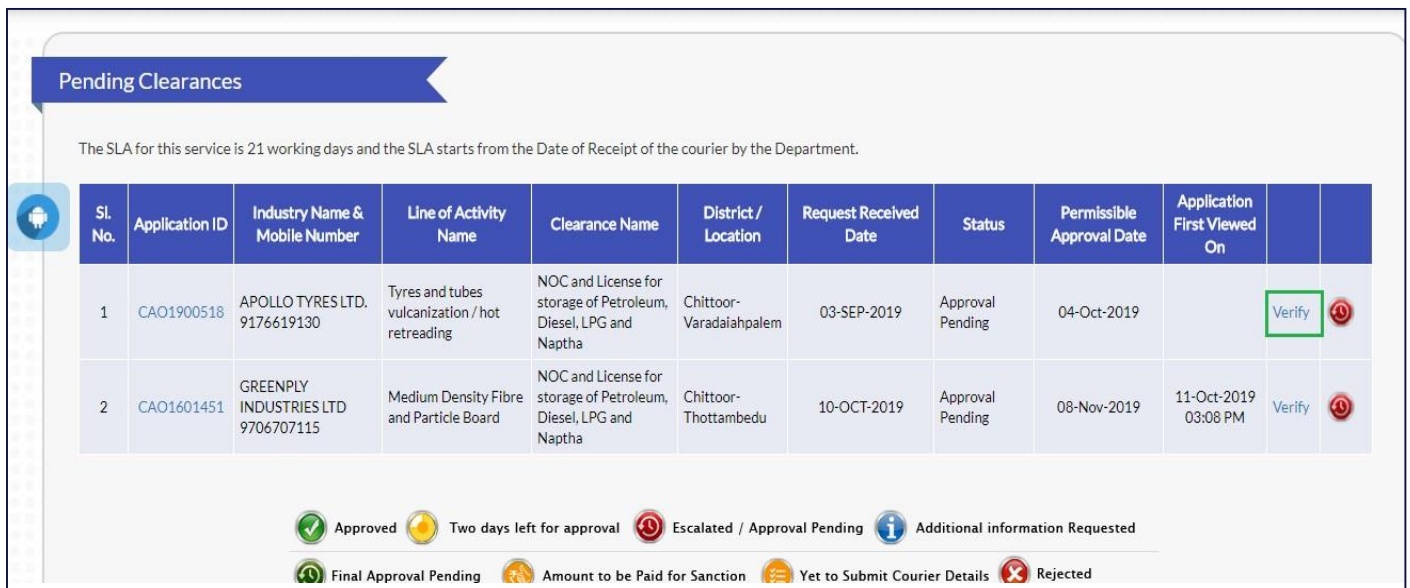 Pending Clearances
The SLA for this service is 21 working days and the SLA starts from the Date of Receipt of the courier by the Department.
Sl. No. Application ID Industry Name & Mobile Number Line of Activity Name Clearance Name District / Location Request Received Date Status Permissible Approval Date Application First Viewed On
1 CAO1900518 APOLLO TYRES LTD. 9176619130 Tyres and tubes vulcanization / hot retreading NOC and License for storage of Petroleum, Diesel, LPG and Naptha Chittoor-Varadaiahpalem 03-SEP-2019 Approval Pending 04-Oct-2019 Verify
2 CAO1601451 GREENPLY INDUSTRIES LTD 9706707115 Medium Density Fibre and Particle Board NOC and License for storage of Petroleum, Diesel, LPG and Naptha Chittoor-Thottambedu 10-OCT-2019 Approval Pending 08-Nov-2019 11-Oct-2019 03:08 PM Verify
Approved Two days left for approval Escalated / Approval Pending Additional information Requested
Final Approval Pending Amount to be Paid for Sanction Yet to Submit Courier Details Rejected